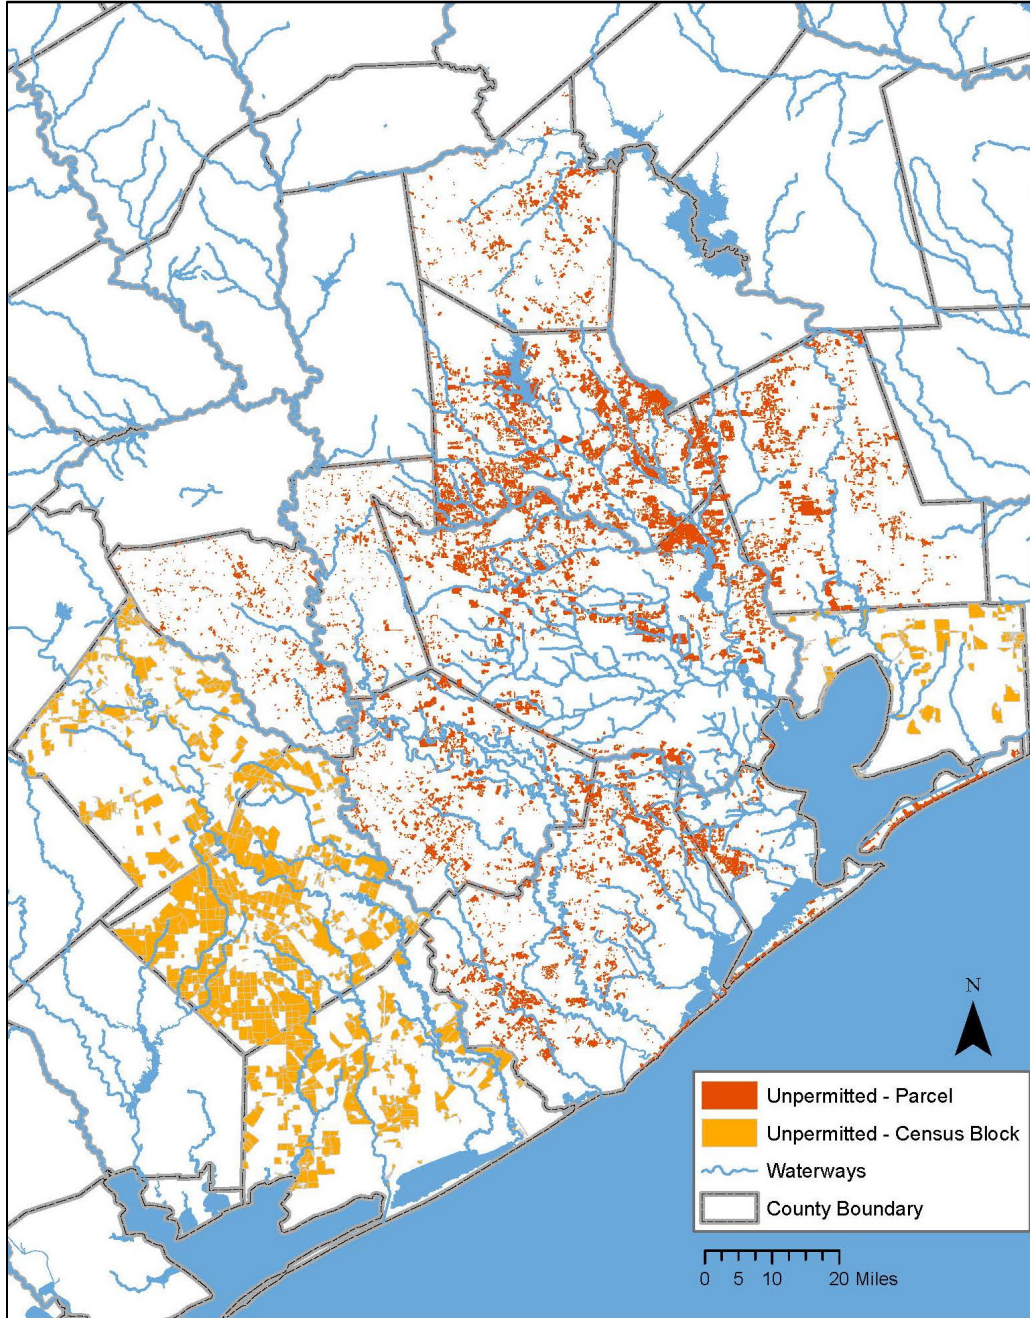 N
Unpermitted - Parcel
Unpermitted - Census Block
Waterways
County Boundary
0 5 10 20 Miles